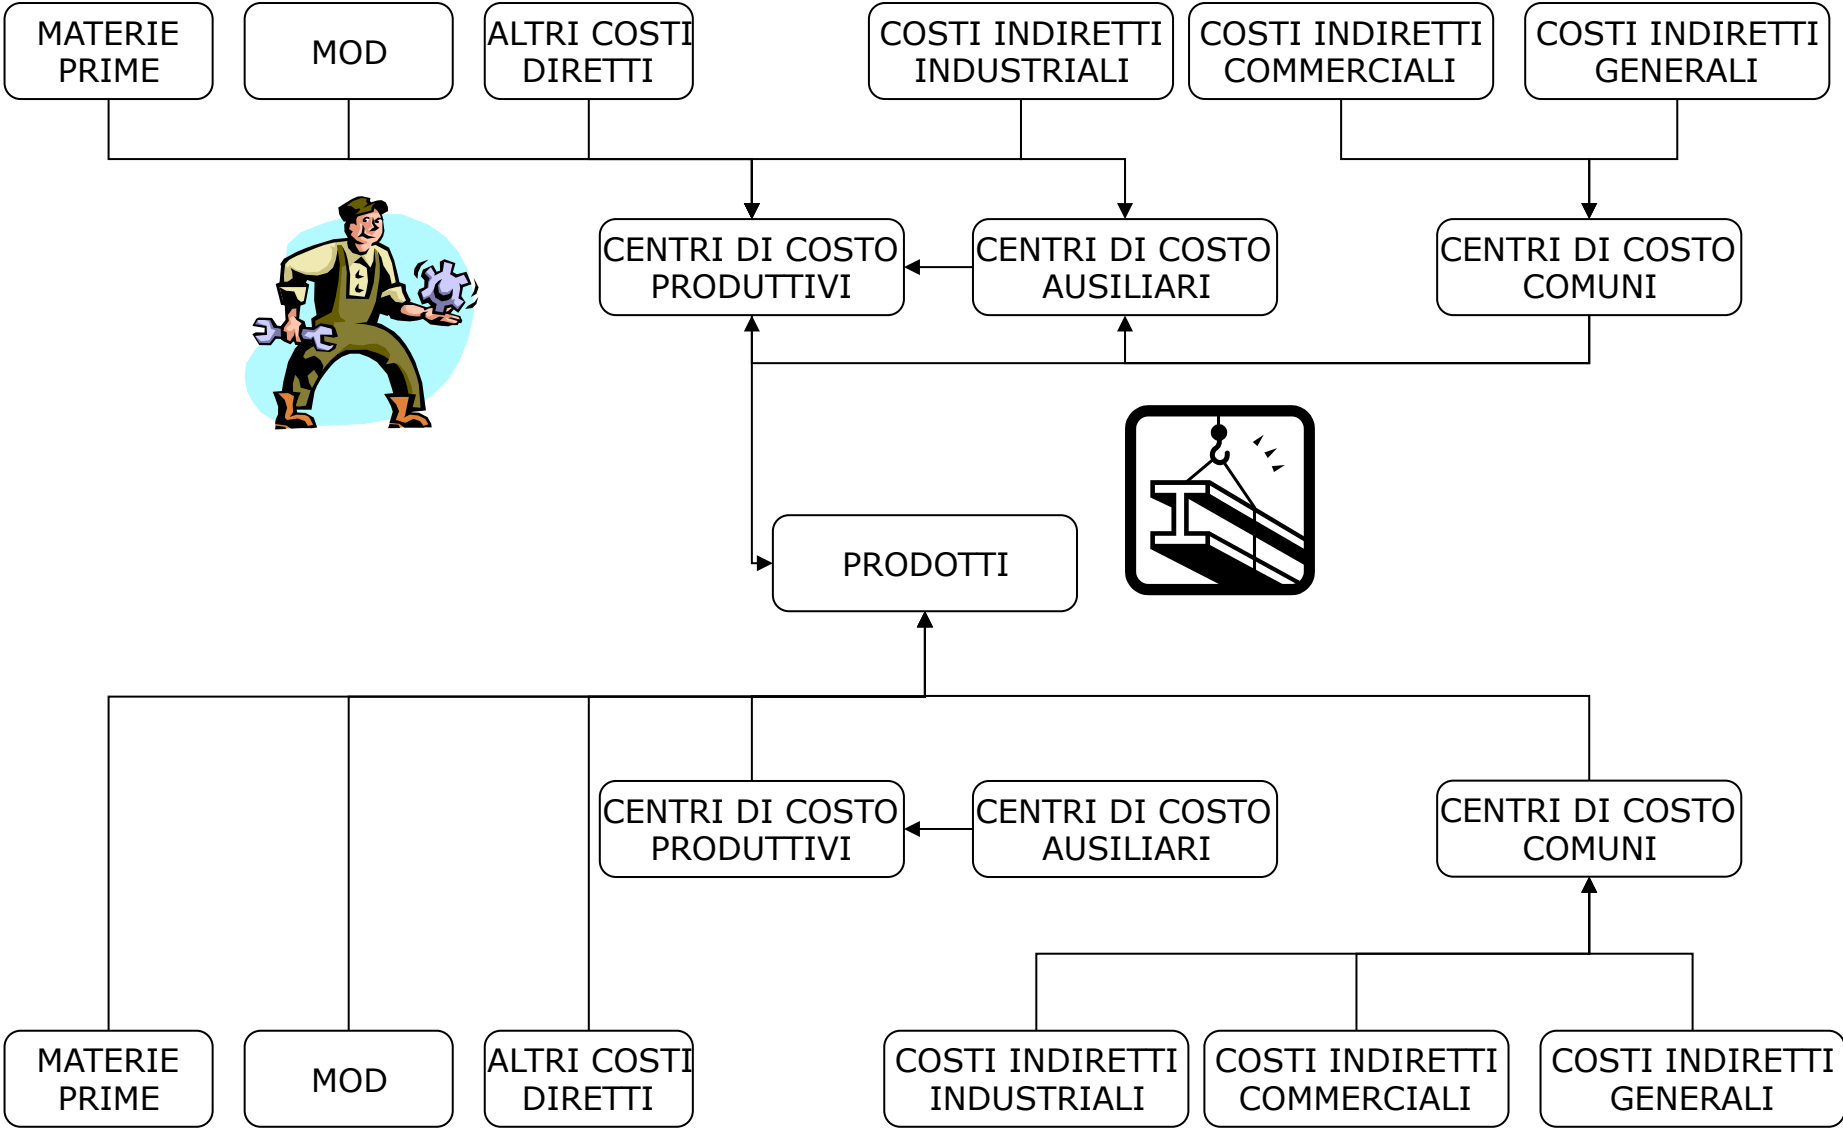 MATERIE
PRIME
MOD
ALTRI COSTI
DIRETTI
COSTI INDIRETTI
INDUSTRIALI
COSTI INDIRETTI
COMMERCIALI
COSTI INDIRETTI
GENERALI
CENTRI DI COSTO
PRODUTTIVI
CENTRI DI COSTO
AUSILIARI
CENTRI DI COSTO
COMUNI
PRODOTTI
CENTRI DI COSTO
PRODUTTIVI
CENTRI DI COSTO
AUSILIARI
CENTRI DI COSTO
COMUNI
MATERIE
PRIME
MOD
ALTRI COSTI
DIRETTI
COSTI INDIRETTI
INDUSTRIALI
COSTI INDIRETTI
COMMERCIALI
COSTI INDIRETTI
GENERALI